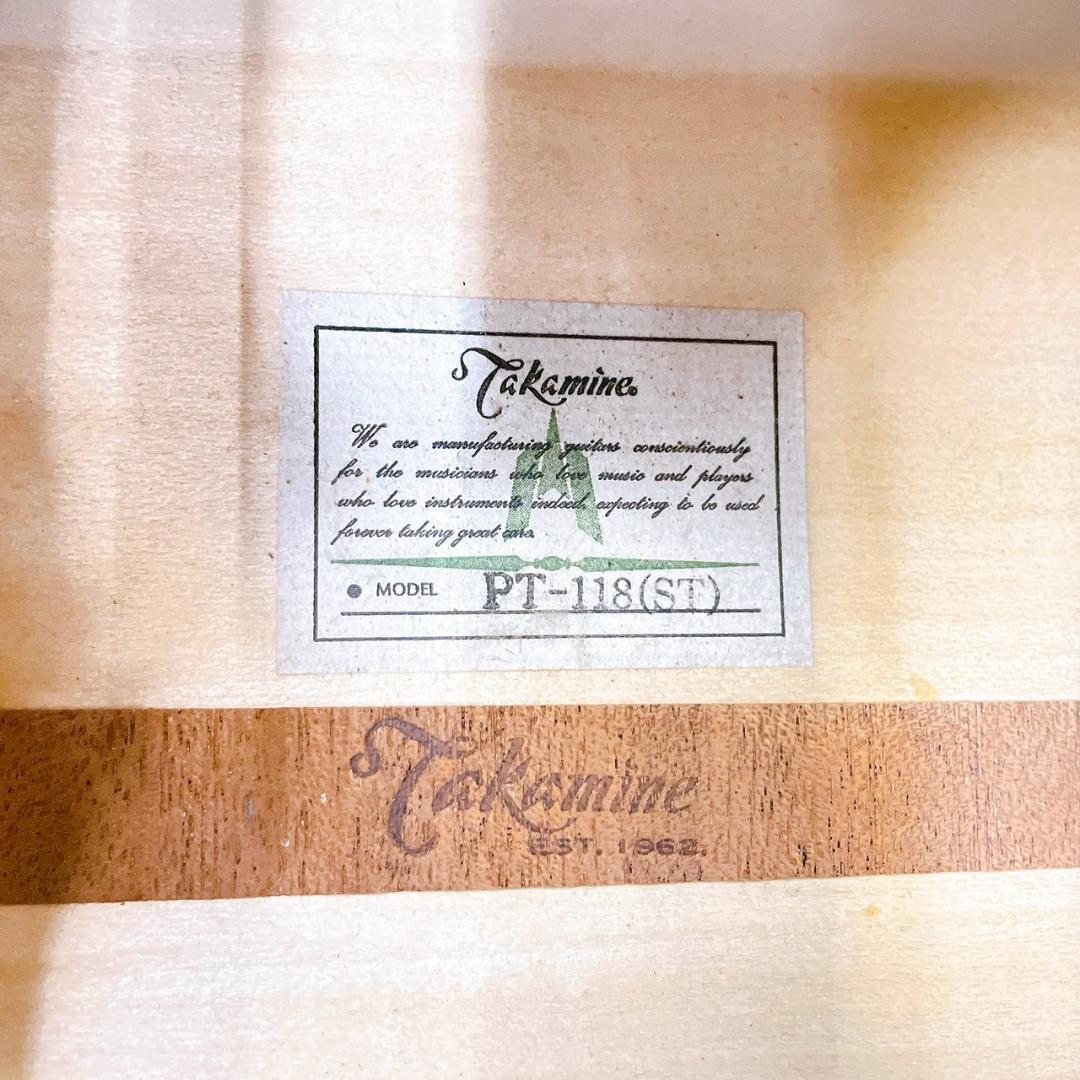 Takamine®
We are manufacturing guitars conscientiously
for the musicians who love music and players
who love instruments indeed, expecting to be used
forever taking great care.
● MODEL PT-118(ST)
Takamine
EST. 1962.